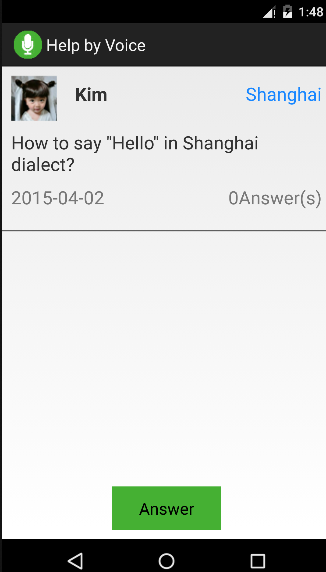 1:48
Help by Voice
Kim
Shanghai
How to say "Hello" in Shanghai
dialect?
2015-04-02
0Answer(s)
Answer